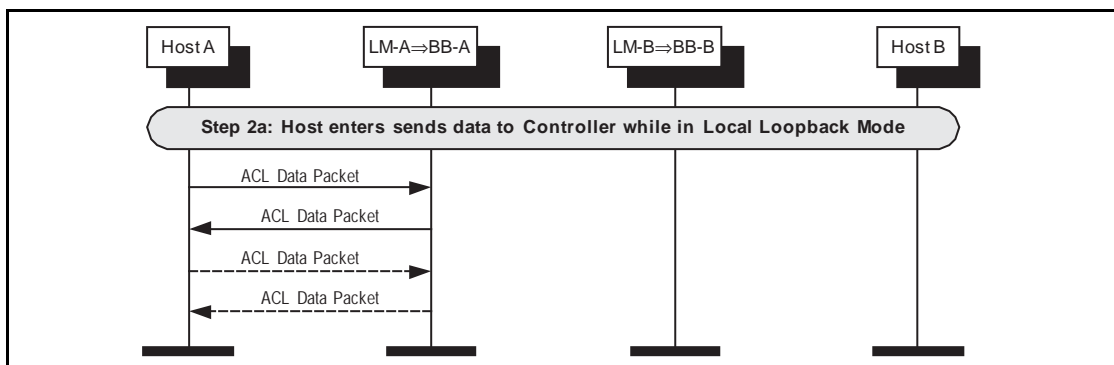 Host A
LM-A⇒BB-A
LM-B⇒BB-B
Host B
Step 2a: Host enters sends data to Controller while in Local Loopback Mode
ACL Data Packet
ACL Data Packet
ACL Data Packet
ACL Data Packet